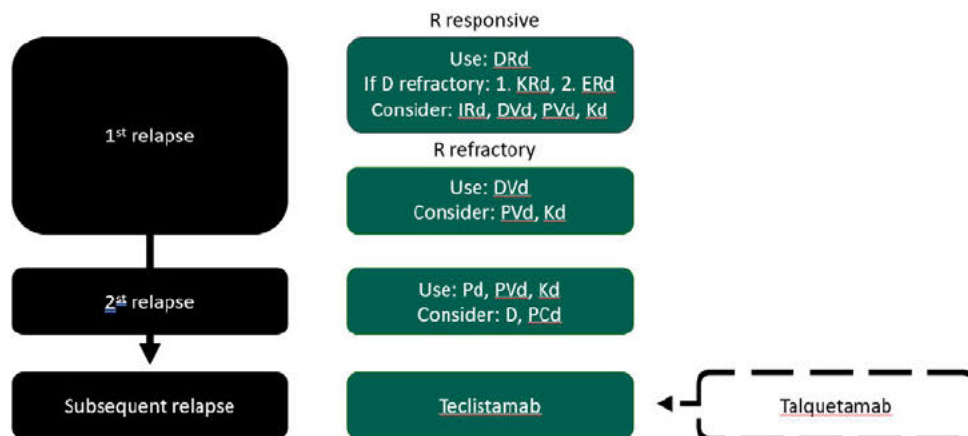 R responsive
1st relapse
Use: DRd
If D refractory: 1. KRd, 2. ERd
Consider: IRd, DVd, PVd, Kd
R refractory
Use: DVd
Consider: PVd, Kd
2st relapse
Use: Pd, PVd, Kd
Consider: D, PCd
Subsequent relapse
Teclistamab
Talquetamab